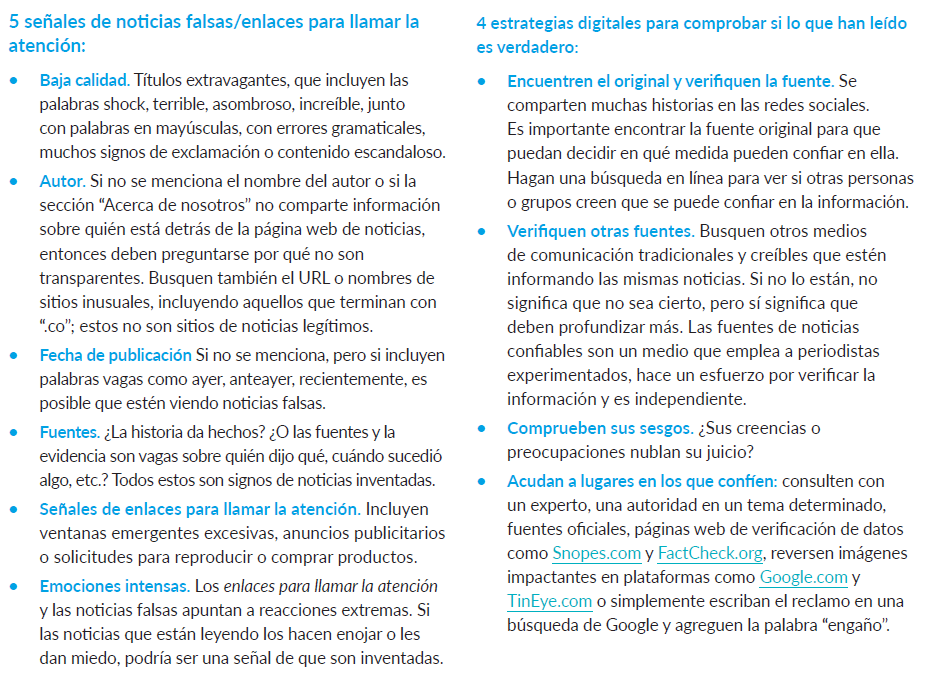 5 señales de noticias falsas/enlaces para llamar la
atención:
● Baja calidad. Títulos extravagantes, que incluyen las
palabras shock, terrible, asombroso, increíble, junto
con palabras en mayúsculas, con errores gramaticales,
muchos signos de exclamación o contenido escandaloso.
● Autor. Si no se menciona el nombre del autor o si la
sección “Acerca de nosotros” no comparte información
sobre quién está detrás de la página web de noticias,
entonces deben preguntarse por qué no son
transparentes. Busquen también el URL o nombres de
sitios inusuales, incluyendo aquellos que terminan con
“.co”; estos no son sitios de noticias legítimos.
● Fecha de publicación Si no se menciona, pero si incluyen
palabras vagas como ayer, anteayer, recientemente, es
posible que estén viendo noticias falsas.
● Fuentes. ¿La historia da hechos? ¿O las fuentes y la
evidencia son vagas sobre quién dijo qué, cuándo sucedió
algo, etc.? Todos estos son signos de noticias inventadas.
● Señales de enlaces para llamar la atención. Incluyen
ventanas emergentes excesivas, anuncios publicitarios
o solicitudes para reproducir o comprar productos.
● Emociones intensas. Los enlaces para llamar la atención
y las noticias falsas apuntan a reacciones extremas. Si
las noticias que están leyendo los hacen enojar o les
dan miedo, podría ser una señal de que son inventadas.
4 estrategias digitales para comprobar si lo que han leído
es verdadero:
● Encuentren el original y verifiquen la fuente. Se
comparten muchas historias en las redes sociales.
Es importante encontrar la fuente original para que
puedan decidir en qué medida pueden confiar en ella.
Hagan una búsqueda en línea para ver si otras personas
o grupos creen que se puede confiar en la información.
● Verifiquen otras fuentes. Busquen otros medios
de comunicación tradicionales y creíbles que estén
informando las mismas noticias. Si no lo están, no
significa que no sea cierto, pero sí significa que
deben profundizar más. Las fuentes de noticias
confiables son un medio que emplea a periodistas
experimentados, hace un esfuerzo por verificar la
información y es independiente.
● Comprueben sus sesgos. ¿Sus creencias o
preocupaciones nublan su juicio?
● Acudan a lugares en los que confíen: consulten con
un experto, una autoridad en un tema determinado,
fuentes oficiales, páginas web de verificación de datos
como Snopes.com y FactCheck.org, reversen imágenes
impactantes en plataformas como Google.com y
TinEye.com o simplemente escriban el reclamo en una
búsqueda de Google y agreguen la palabra “engaño”.